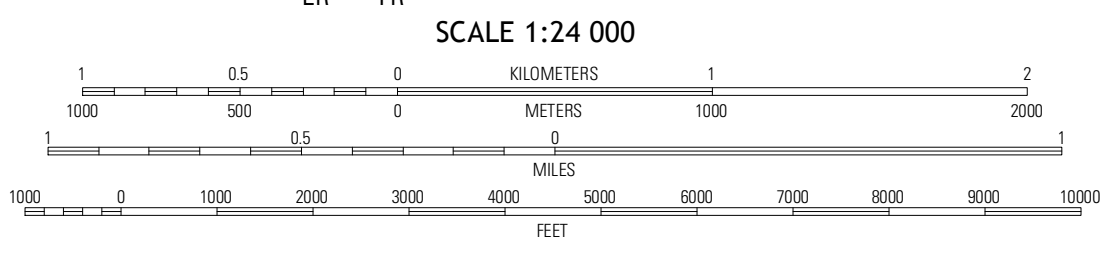 SCALE 1:24 000
1 0.5 0 KILOMETERS 1 2
1000 500 0 METERS 1000 2000
1 0.5 0 1
MILES
1000 0 1000 2000 3000 4000 5000 6000 7000 8000 9000 10000
FEET